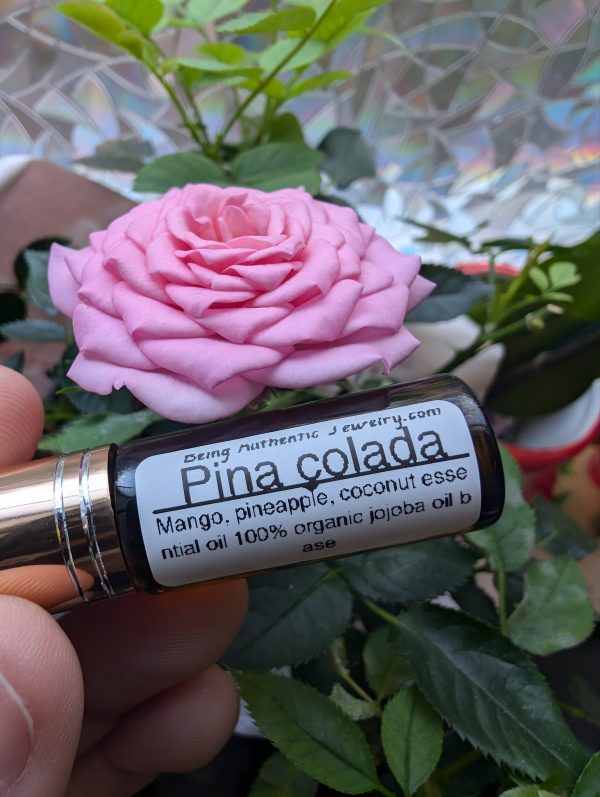 Being Authentic Jewelry.com
Pina colada
Mango, pineapple, coconut esse
ntial oil 100% organic jojoba oil b
ase